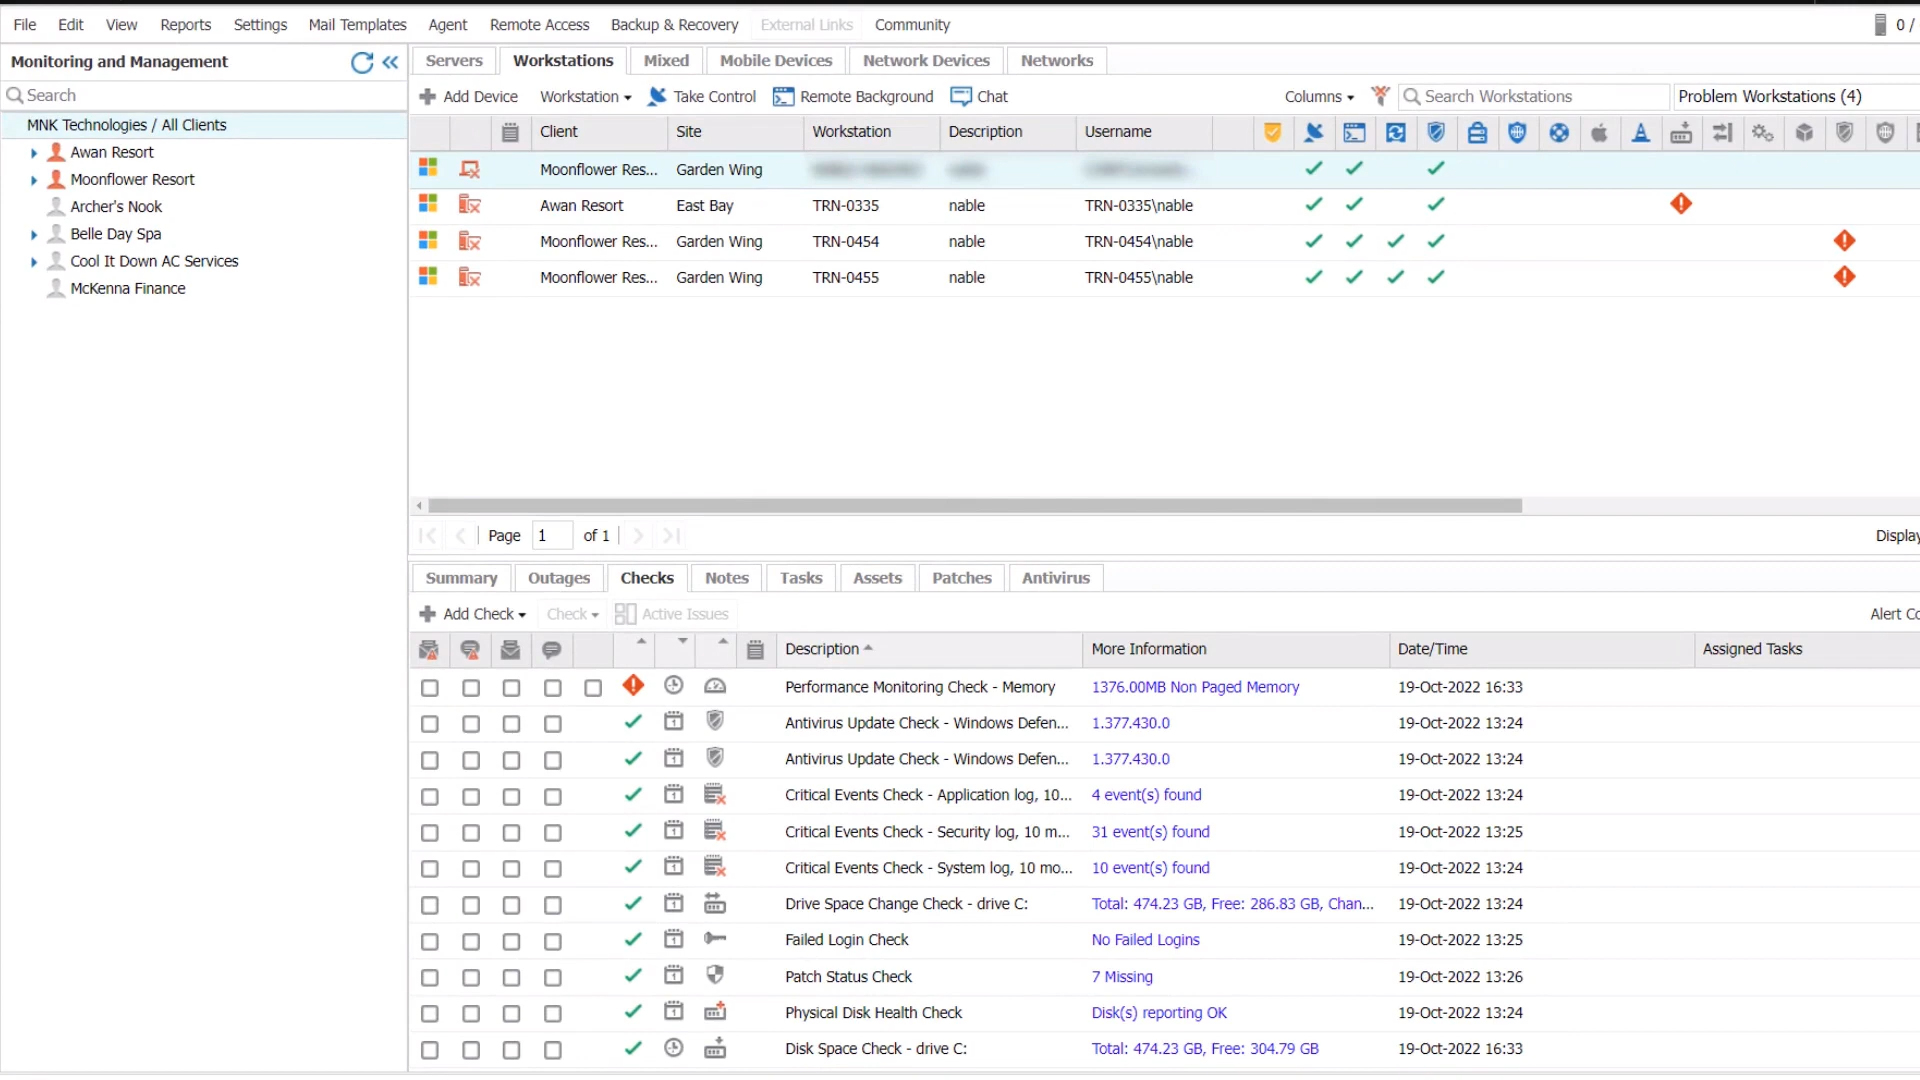 File Edit View Reports Settings Mail Templates Agent Remote Access Backup & Recovery External Links Community 0 /
Monitoring and Management
Search
MNK Technologies / All Clients
Awan Resort
Moonflower Resort
Archer's Nook
Belle Day Spa
Cool It Down AC Services
McKenna Finance
Servers Workstations Mixed Mobile Devices Network Devices Networks
Add Device Workstation Take Control Remote Background Chat Columns Search Workstations Problem Workstations (4)
Client Site Workstation Description Username
Moonflower Res... Garden Wing
Awan Resort East Bay TRN-0335 nable TRN-0335\nable
Moonflower Res... Garden Wing TRN-0454 nable TRN-0454\nable
Moonflower Res... Garden Wing TRN-0455 nable TRN-0455\nable
Page 1 of 1 Display
Summary Outages Checks Notes Tasks Assets Patches Antivirus
Add Check Check Active Issues Alert Co
Description More Information Date/Time Assigned Tasks
Performance Monitoring Check - Memory 1376.00MB Non Paged Memory 19-Oct-2022 16:33
Antivirus Update Check - Windows Defen... 1.377.430.0 19-Oct-2022 13:24
Antivirus Update Check - Windows Defen... 1.377.430.0 19-Oct-2022 13:24
Critical Events Check - Application log, 10... 4 event(s) found 19-Oct-2022 13:24
Critical Events Check - Security log, 10 m... 31 event(s) found 19-Oct-2022 13:25
Critical Events Check - System log, 10 mo... 10 event(s) found 19-Oct-2022 13:24
Drive Space Change Check - drive C: Total: 474.23 GB, Free: 286.83 GB, Chan... 19-Oct-2022 13:24
Failed Login Check No Failed Logins 19-Oct-2022 13:25
Patch Status Check 7 Missing 19-Oct-2022 13:26
Physical Disk Health Check Disk(s) reporting OK 19-Oct-2022 13:24
Disk Space Check - drive C: Total: 474.23 GB, Free: 304.79 GB 19-Oct-2022 16:33